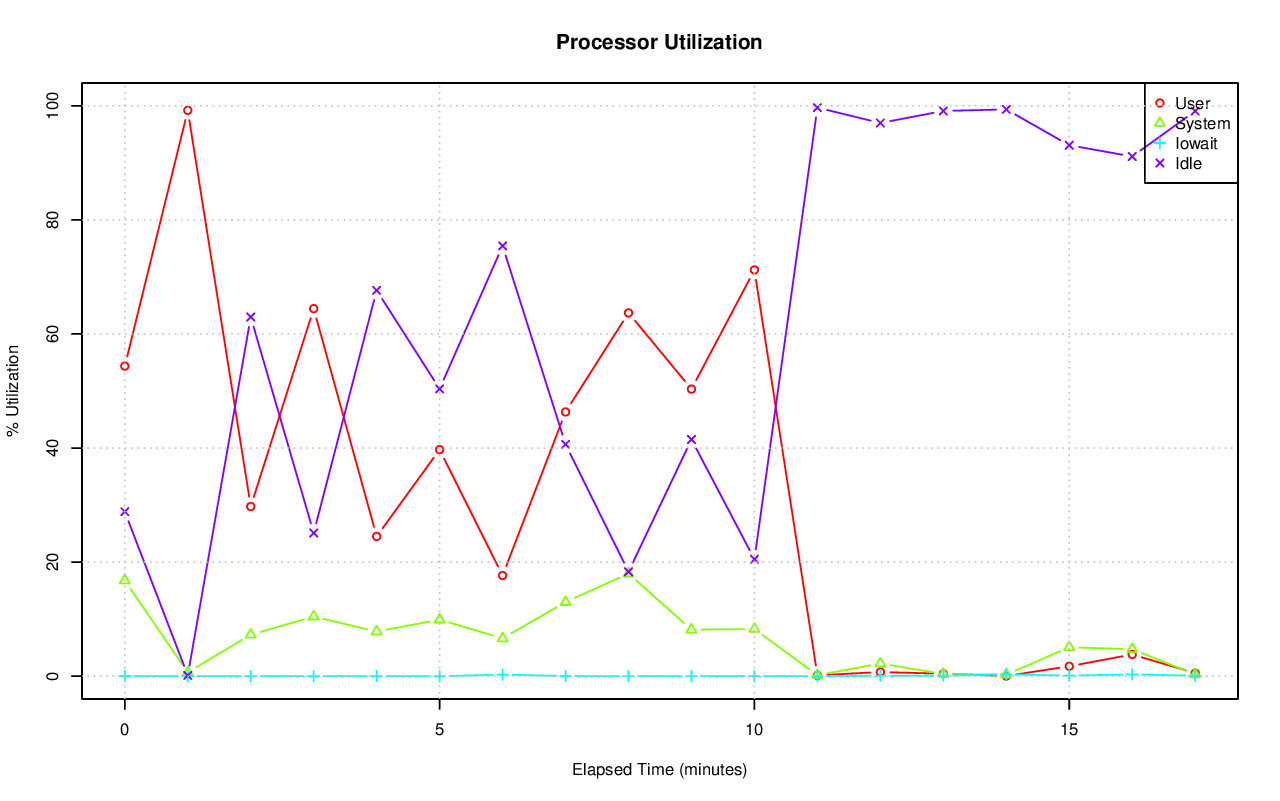 Processor Utilization
% Utilization
100
80
60
40
20
0
User
System
Iowait
Idle
0 5 10 15
Elapsed Time (minutes)